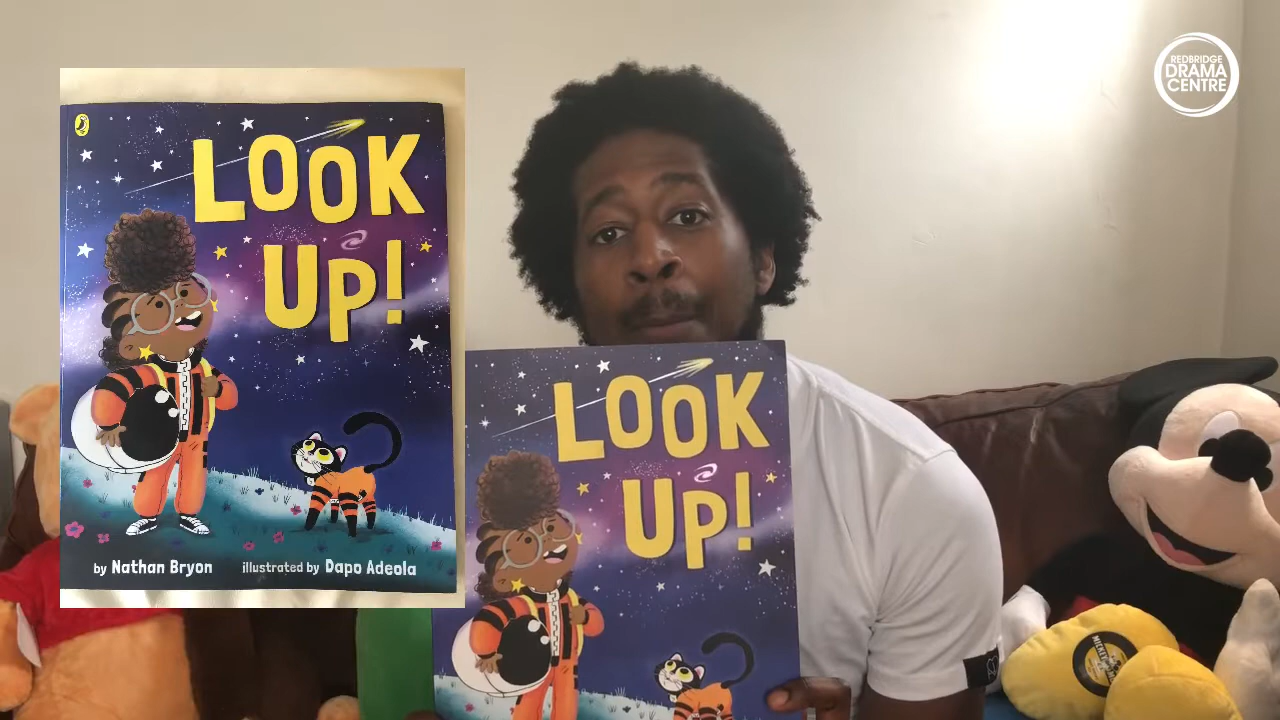 LOOK
UP!
by Nathan Bryon
illustrated by Dapo Adeola
LOOK
UP!
REDBRIDGE
DRAMA
CENTRE